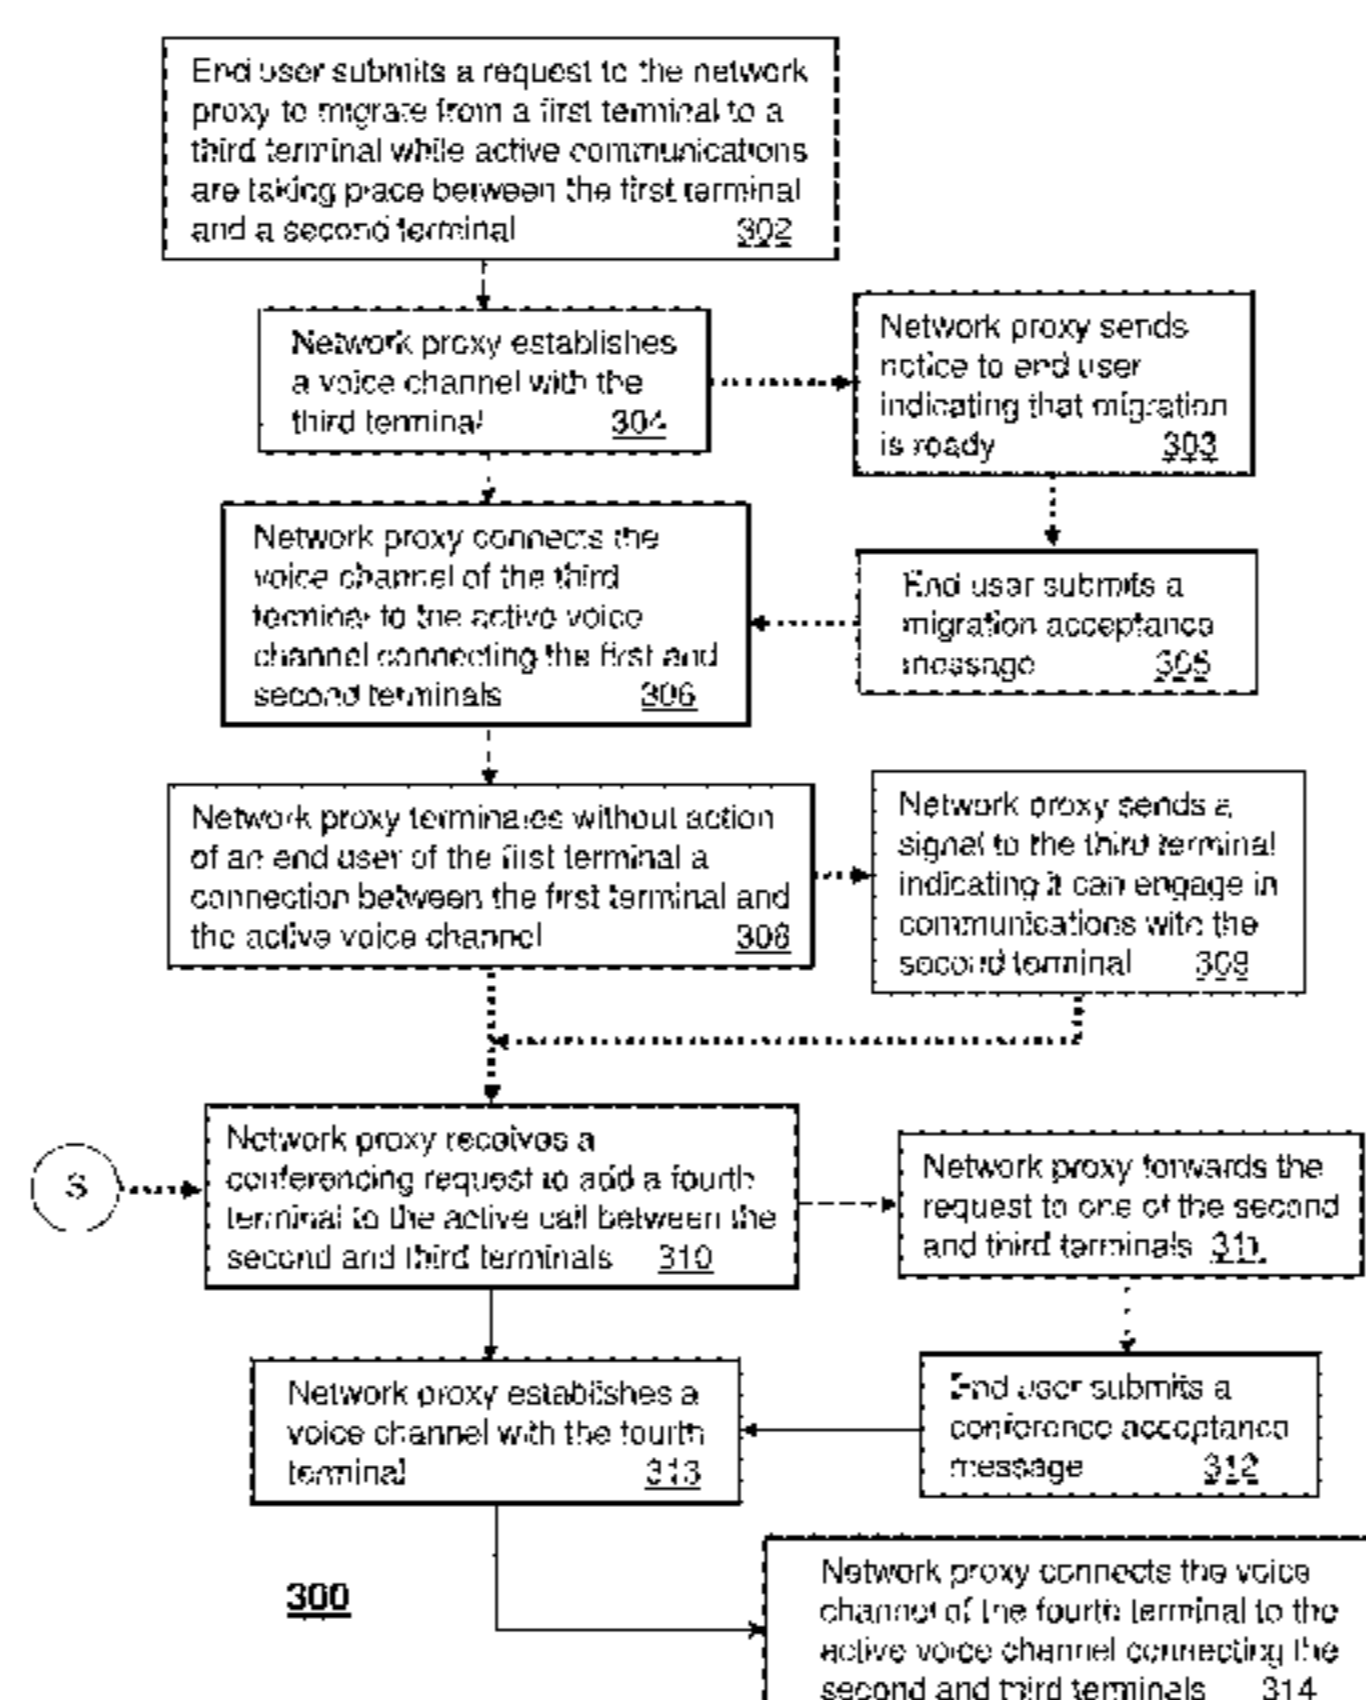 End user submits a request to the network
proxy to migrate from a first terminal to a
third terminal while active communications
are taking place between the first terminal
and a second terminal 302
Network proxy establishes
a voice channel with the
third terminal 304
Network proxy sends
notice to end user
indicating that migration
is ready 303
Network proxy connects the
voice channel of the third
terminal to the active voice
channel connecting the first and
second terminals 306
End user submits a
migration acceptance
message 305
Network proxy terminates without action
of an end user of the first terminal a
connection between the first terminal and
the active voice channel 308
Network proxy sends a
signal to the third terminal
indicating it can engage in
communications with the
second terminal 309
S
Network proxy receives a
conferencing request to add a fourth
terminal to the active call between the
second and third terminals 310
Network proxy forwards the
request to one of the second
and third terminals 311
Network proxy establishes a
voice channel with the fourth
terminal 313
End user submits a
conference acceptance
message 312
300
Network proxy connects the voice
channel of the fourth terminal to the
active voice channel connecting the
second and third terminals 314